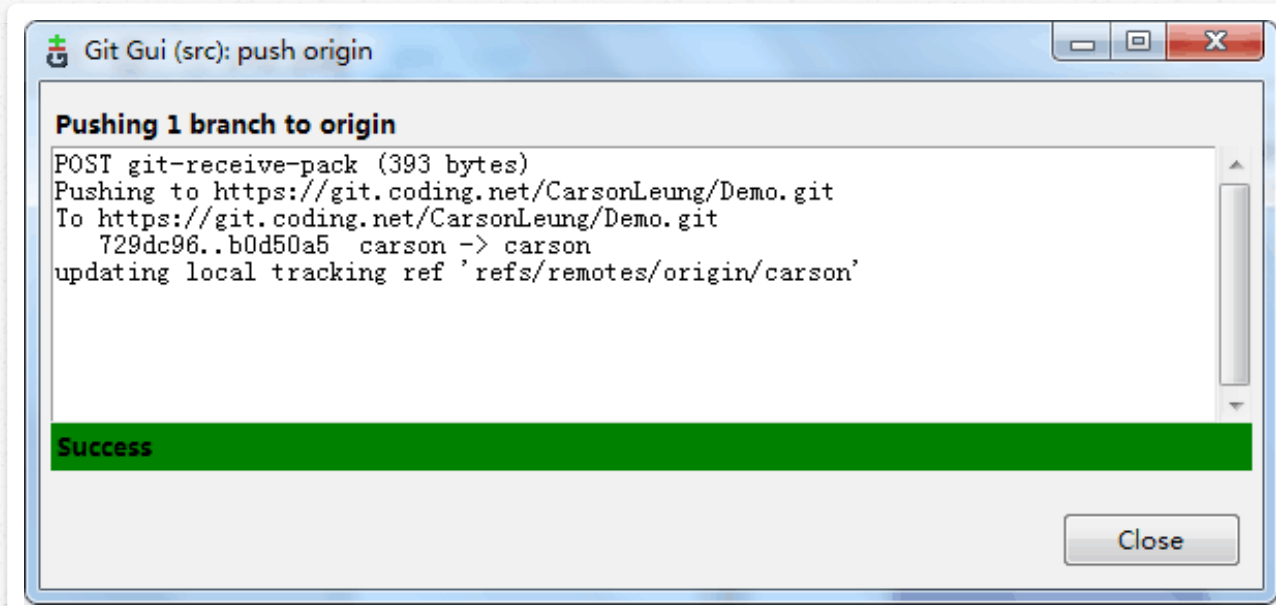 Git Gui (src): push origin
Pushing 1 branch to origin
POST git-receive-pack (393 bytes)
Pushing to https://git.coding.net/CarsonLeung/Demo.git
To https://git.coding.net/CarsonLeung/Demo.git
   729dc96..b0d50a5  carson -> carson
updating local tracking ref 'refs/remotes/origin/carson'
Success
Close